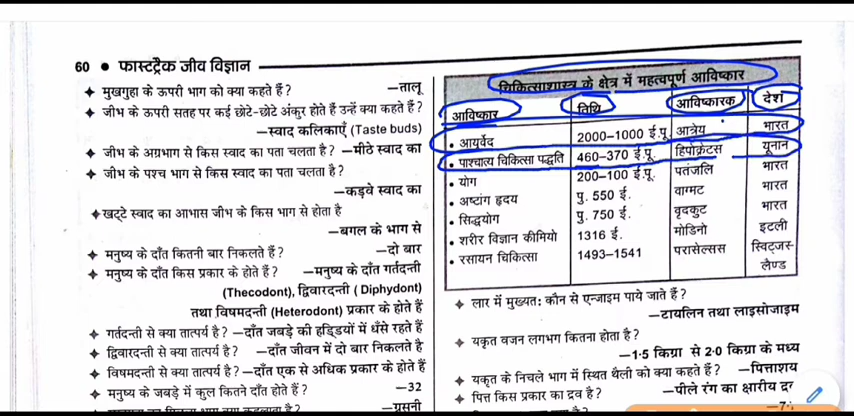 60 ● फास्टट्रैक जीव विज्ञान
✦ मुखगुहा के ऊपरी भाग को क्या कहते हैं? —तालू
✦ जीभ के ऊपरी सतह पर कई छोटे-छोटे अंकुर होते हैं उन्हें क्या कहते हैं?
—स्वाद कलिकाएँ (Taste buds)
✦ जीभ के अग्रभाग से किस स्वाद का पता चलता है? —मीठे स्वाद का
✦ जीभ के पश्च भाग से किस स्वाद का पता चलता है?
—कड़वे स्वाद का
✦ खट्टे स्वाद का आभास जीभ के किस भाग से होता है
—बगल के भाग से
✦ मनुष्य के दाँत कितनी बार निकलते हैं? —दो बार
✦ मनुष्य के दाँत किस प्रकार के होते हैं? —मनुष्य के दाँत गर्तदन्ती
(Thecodont), द्विवारदन्ती ( Diphydont)
तथा विषमदन्ती (Heterodont) प्रकार के होते हैं
✦ गर्तदन्ती से क्या तात्पर्य है? —दाँत जबड़े की हड्डियों में धँसे रहते हैं
✦ द्विवारदन्ती से क्या तात्पर्य है? —दाँत जीवन में दो बार निकलते है
✦ विषमदन्ती से क्या तात्पर्य है? —दाँत एक से अधिक प्रकार के होते हैं
✦ मनुष्य के जबड़े में कुल कितने दाँत होते हैं? —32
चिकित्साशास्त्र के क्षेत्र में महत्वपूर्ण आविष्कार
आविष्कार तिथि आविष्कारक देश
• आयुर्वेद 2000–1000 ई.पू. आत्रेय भारत
• पाश्चात्य चिकित्सा पद्धति 460–370 ई.पू. हिपोक्रेटस यूनान
• योग 200–100 ई.पू. पतंजलि भारत
• अष्टांग हृदय पु. 550 ई. वाग्मट भारत
• सिद्धयोग पु. 750 ई. वृदकुट भारत
• शरीर विज्ञान कीमियो 1316 ई. मोडिनो इटली
• रसायन चिकित्सा 1493–1541 परासेल्सस स्विट्जर-
लैण्ड
✦ लार में मुख्यत: कौन से एन्जाइम पाये जाते हैं?
—टायलिन तथा लाइसोजाइम
✦ यकृत वजन लगभग कितना होता है?
—1·5 किग्रा से 2·0 किग्रा के मध्य
✦ यकृत के निचले भाग में स्थित थैली को क्या कहते हैं? —पित्ताशय
✦ पित्त किस प्रकार का द्रव है? —पीले रंग का क्षारीय